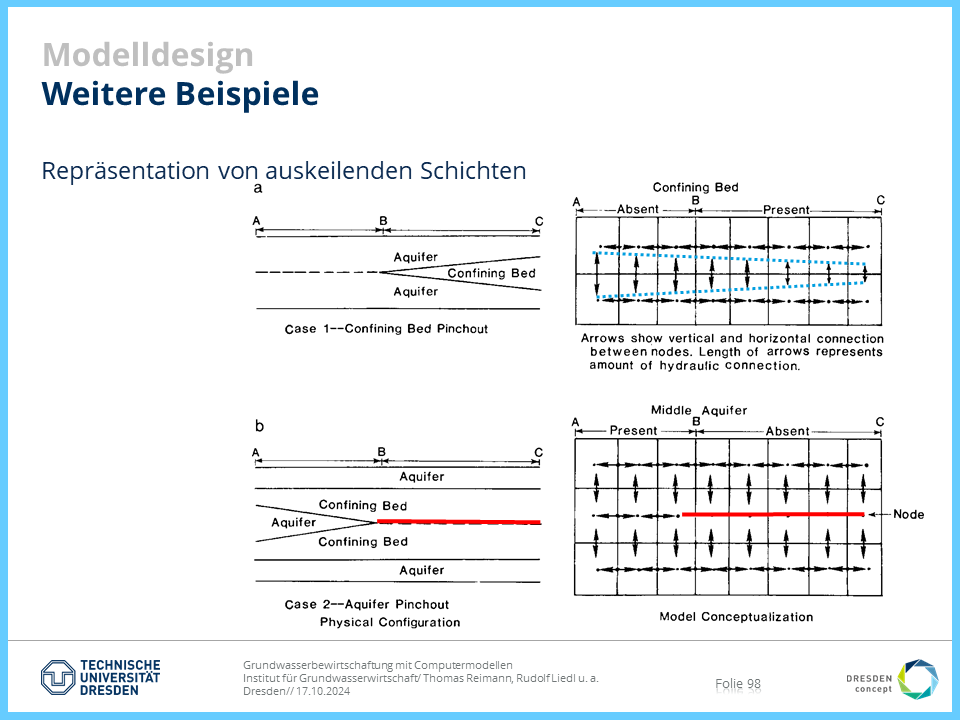 Modelldesign
Weitere Beispiele
Repräsentation von auskeilenden Schichten
a
A B C
Aquifer
Confining Bed
Aquifer
Case 1--Confining Bed Pinchout
Confining Bed
A B C
Absent Present
Arrows show vertical and horizontal connection
between nodes. Length of arrows represents
amount of hydraulic connection.
b
A B C
Aquifer
Confining Bed
Aquifer
Confining Bed
Aquifer
Case 2--Aquifer Pinchout
Physical Configuration
Middle Aquifer
A B C
Present Absent
Node
Model Conceptualization
TECHNISCHE
UNIVERSITÄT
DRESDEN
Grundwasserbewirtschaftung mit Computermodellen
Institut für Grundwasserwirtschaft/ Thomas Reimann, Rudolf Liedl u. a.
Dresden// 17.10.2024
Folie 98
DRESDEN
concept